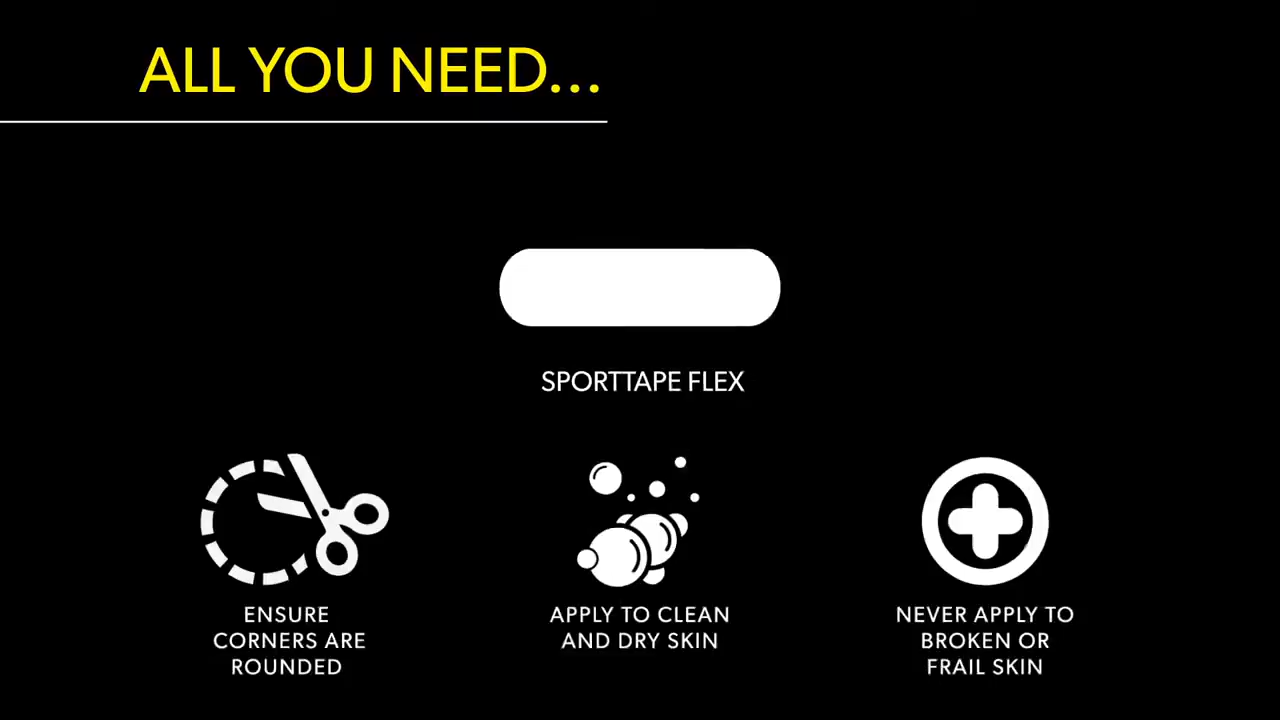 ALL YOU NEED...
SPORTTAPE FLEX
ENSURE
CORNERS ARE
ROUNDED
APPLY TO CLEAN
AND DRY SKIN
NEVER APPLY TO
BROKEN OR
FRAIL SKIN